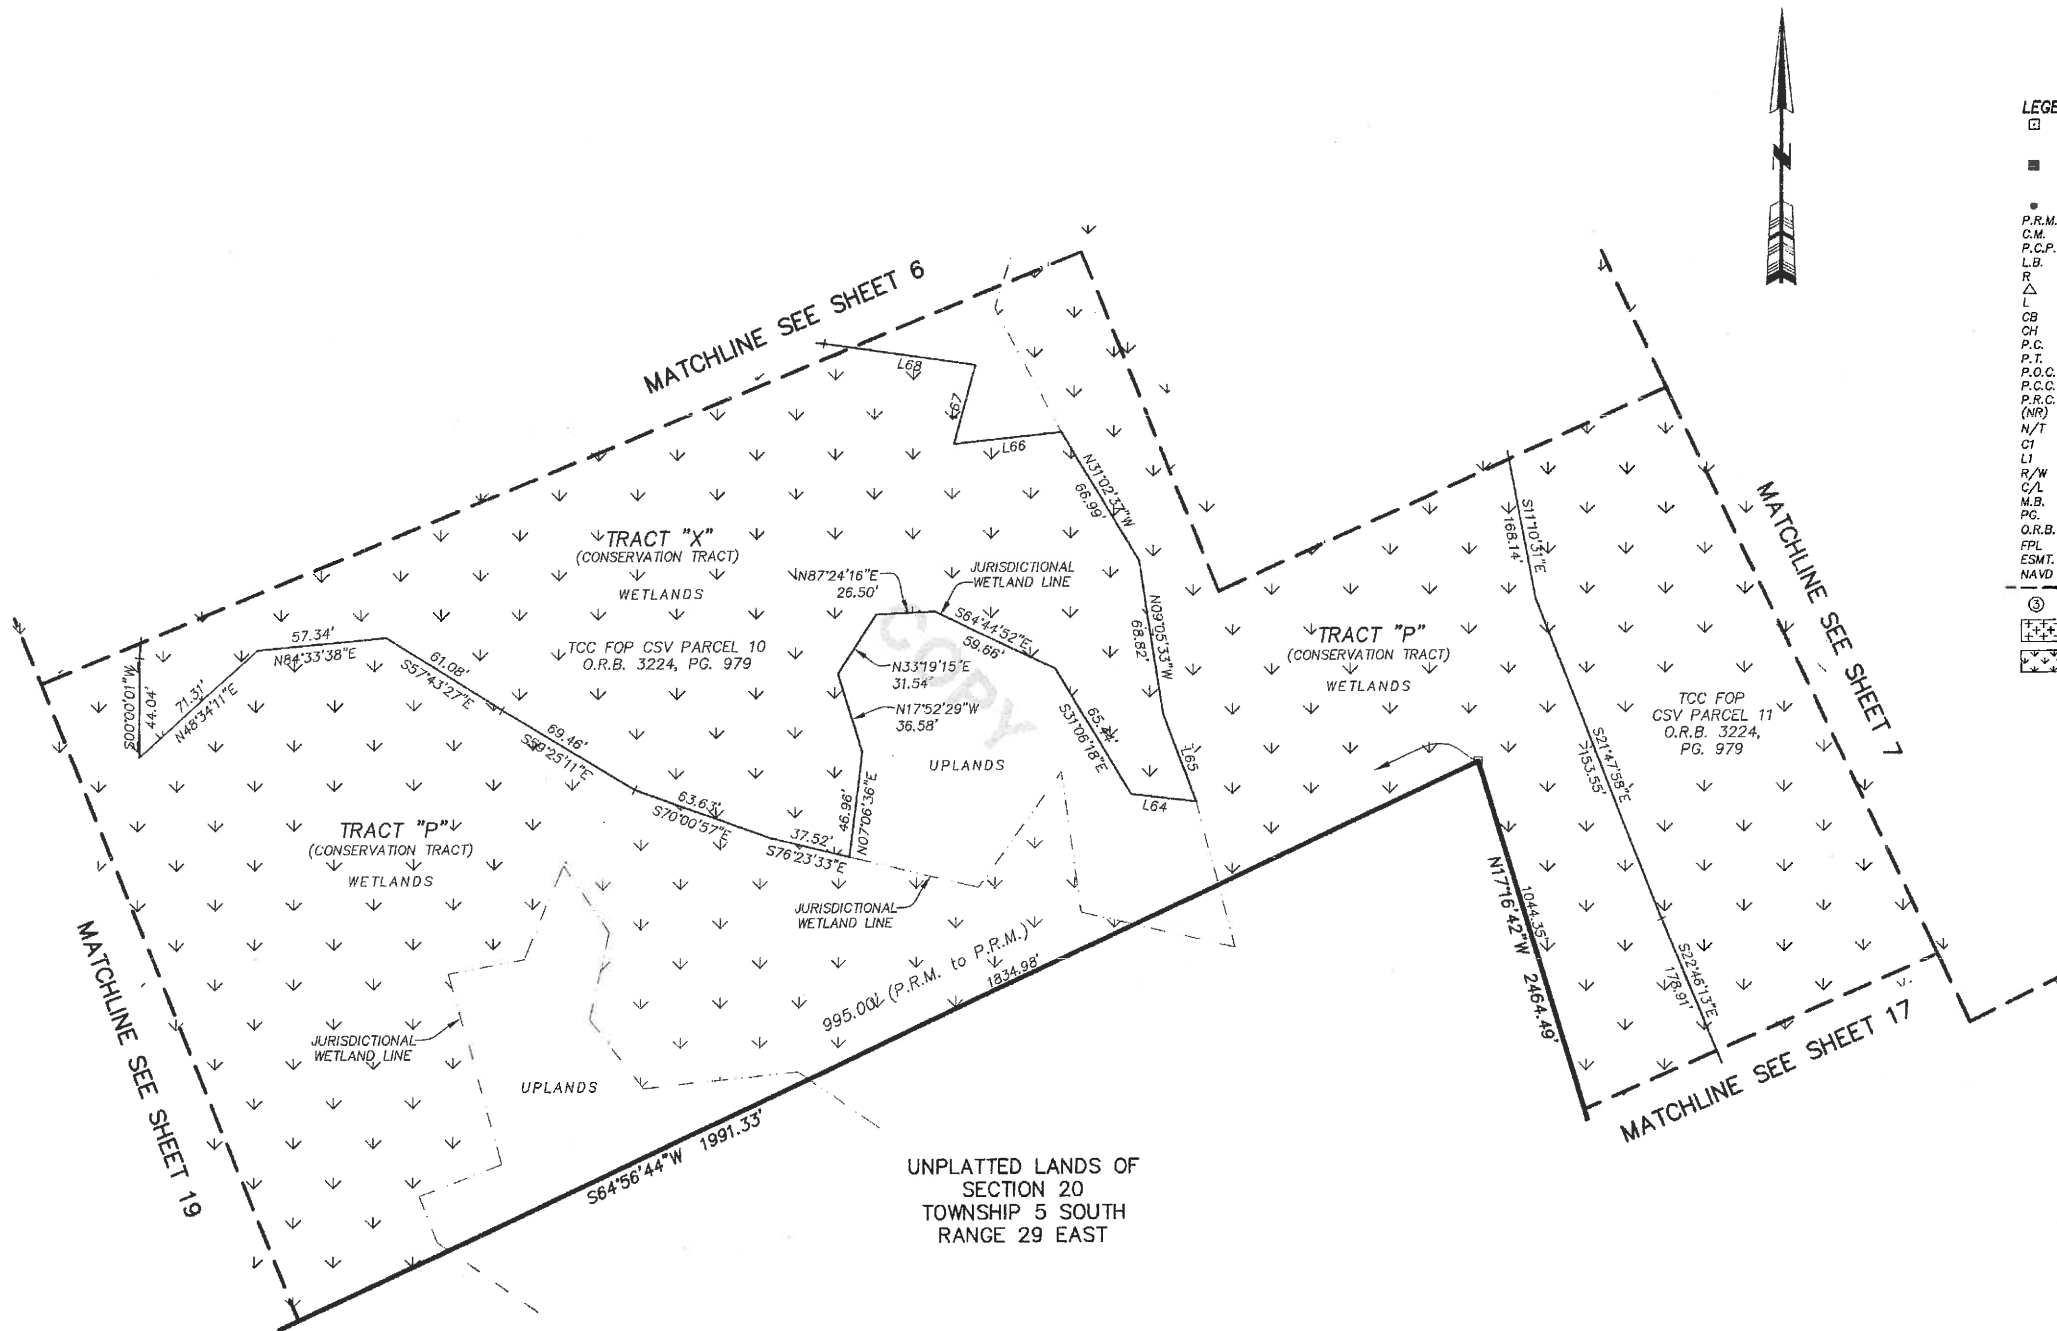 N
MATCHLINE SEE SHEET 6
L68
L67
L66
N31°02'37"W
66.99'
TRACT "X"
(CONSERVATION TRACT)
WETLANDS
TCC FOP CSV PARCEL 10
O.R.B. 3224, PG. 979
N87°24'16"E
26.50'
JURISDICTIONAL
WETLAND LINE
S64°44'52"E
59.66'
N33°19'15"E
31.54'
N17°52'29"W
36.58'
N09°05'33"W
68.82'
65.44'
S31°06'18"E
L65
L64
UPLANDS
COPY
S00°00'01"W
44.04'
71.31'
N48°34'11"E
57.34'
N84°33'38"E
61.08'
S57°43'27"E
69.46'
S59°25'11"E
63.63'
S70°00'57"E
37.52'
S76°23'33"E
46.96'
N07°06'36"E
TRACT "P"
(CONSERVATION TRACT)
WETLANDS
JURISDICTIONAL
WETLAND LINE
JURISDICTIONAL
WETLAND LINE
UPLANDS
MATCHLINE SEE SHEET 19
995.00' (P.R.M. to P.R.M.)
1834.98'
S64°56'44"W 1991.33'
UNPLATTED LANDS OF
SECTION 20
TOWNSHIP 5 SOUTH
RANGE 29 EAST
TRACT "P"
(CONSERVATION TRACT)
WETLANDS
S11°10'31"E
168.14'
TCC FOP
CSV PARCEL 11
O.R.B. 3224,
PG. 979
S21°47'58"E
153.55'
S22°46'13"E
178.91'
1044.35'
N17°16'42"W 2464.49'
MATCHLINE SEE SHEET 7
MATCHLINE SEE SHEET 17
LEGE
P.R.M.
C.M.
P.C.P.
L.B.
R
△
L
CB
CH
P.C.
P.T.
P.O.C.
P.C.C.
P.R.C.
(NR)
N/T
C1
L1
R/W
C/L
M.B.
PG.
O.R.B.
FPL
ESMT.
NAVD
③